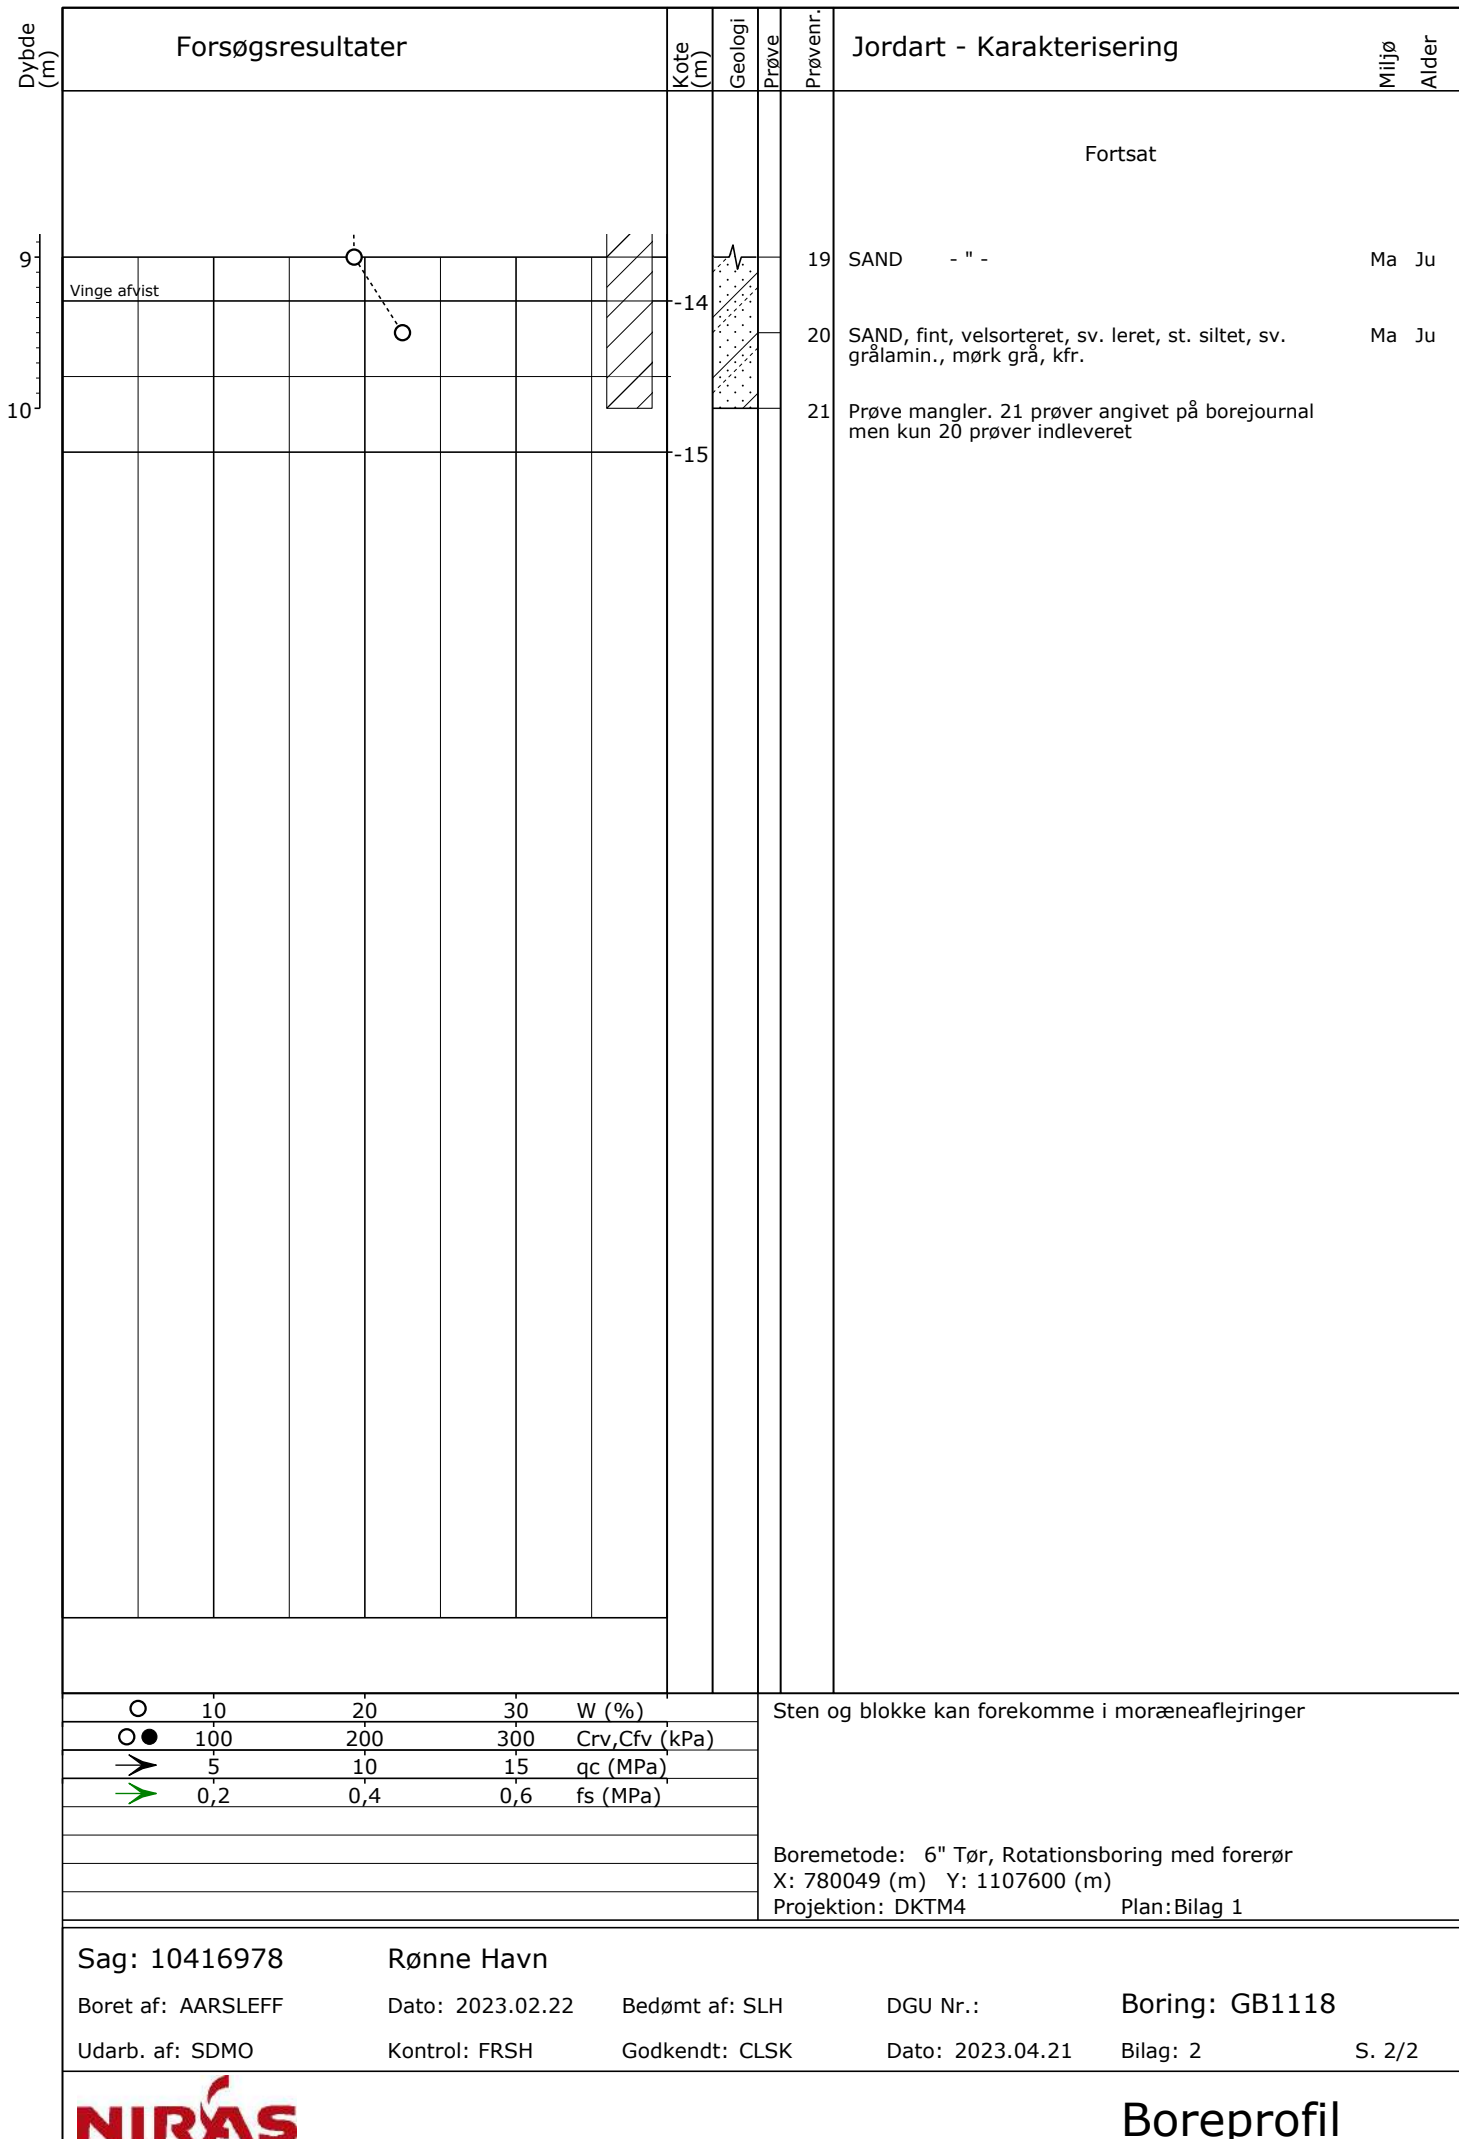 Dybde (m)
Forsøgsresultater
Kote (m)
Geologi
Prøve
Prøvenr.
Jordart - Karakterisering
Miljø
Alder
Fortsat
9
19 SAND - " - Ma Ju
Vinge afvist
-14
20 SAND, fint, velsorteret, sv. leret, st. siltet, sv. Ma Ju
grålamin., mørk grå, kfr.
10
21 Prøve mangler. 21 prøver angivet på borejournal
men kun 20 prøver indleveret
-15
10 20 30 W (%)
100 200 300 Crv,Cfv (kPa)
5 10 15 qc (MPa)
0,2 0,4 0,6 fs (MPa)
Sten og blokke kan forekomme i moræneaflejringer
Boremetode: 6" Tør, Rotationsboring med forerør
X: 780049 (m) Y: 1107600 (m)
Projektion: DKTM4 Plan:Bilag 1
Sag: 10416978 Rønne Havn
Boret af: AARSLEFF Dato: 2023.02.22 Bedømt af: SLH DGU Nr.: Boring: GB1118
Udarb. af: SDMO Kontrol: FRSH Godkendt: CLSK Dato: 2023.04.21 Bilag: 2 S. 2/2
NIRAS
Boreprofil